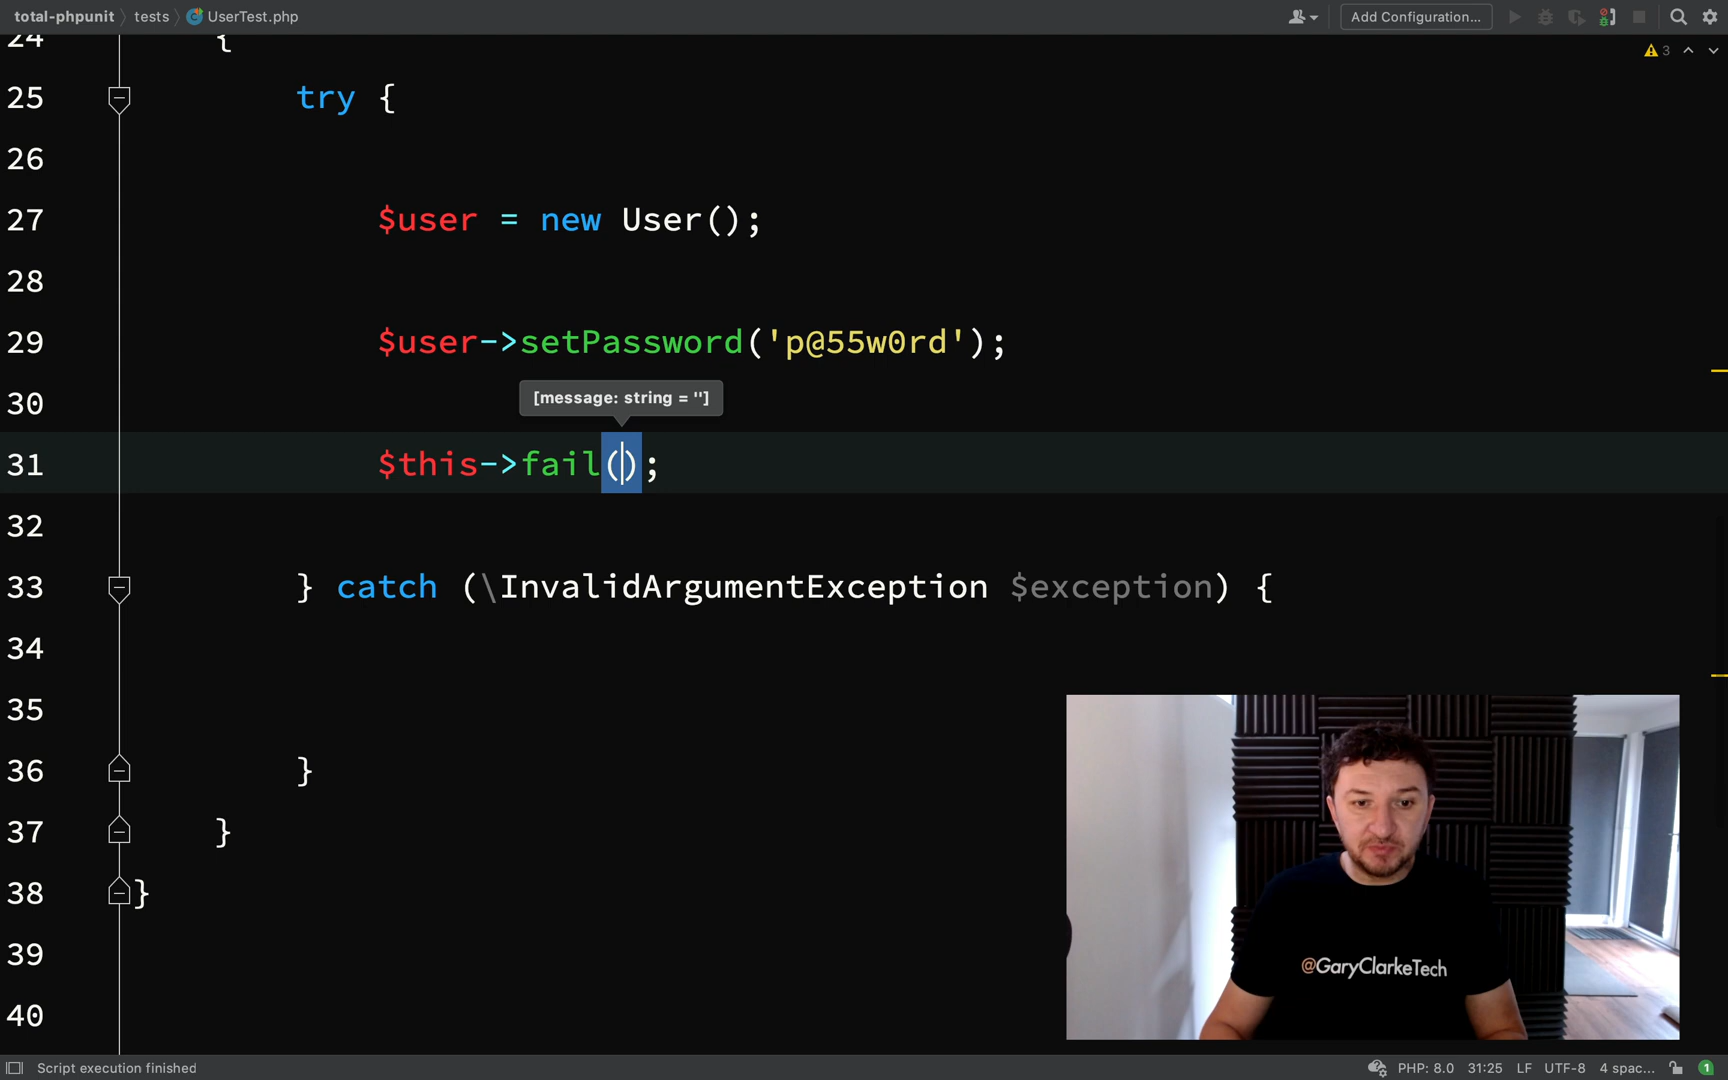 total-phpunit tests UserTest.php Add Configuration...
24 {
3
25 try {
26
27 $user = new User();
28
29 $user->setPassword('p@55w0rd');
[message: string = '']
30
31 $this->fail();
32
33 } catch (\InvalidArgumentException $exception) {
34
35
36 }
37 }
38 }
39
40
@GaryClarkeTech
Script execution finished PHP: 8.0 31:25 LF UTF-8 4 spac... 1